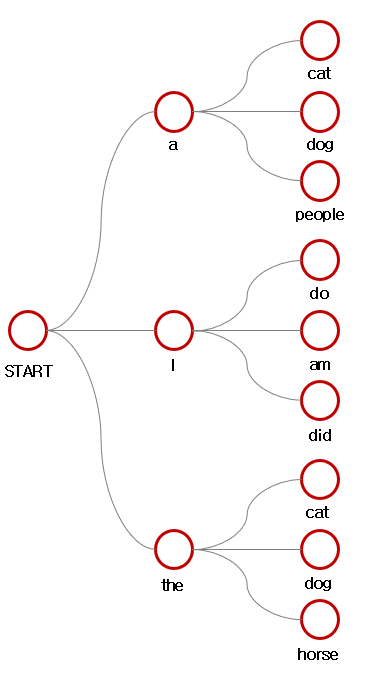 cat
a
dog
people
do
START
I
am
did
cat
the
dog
horse